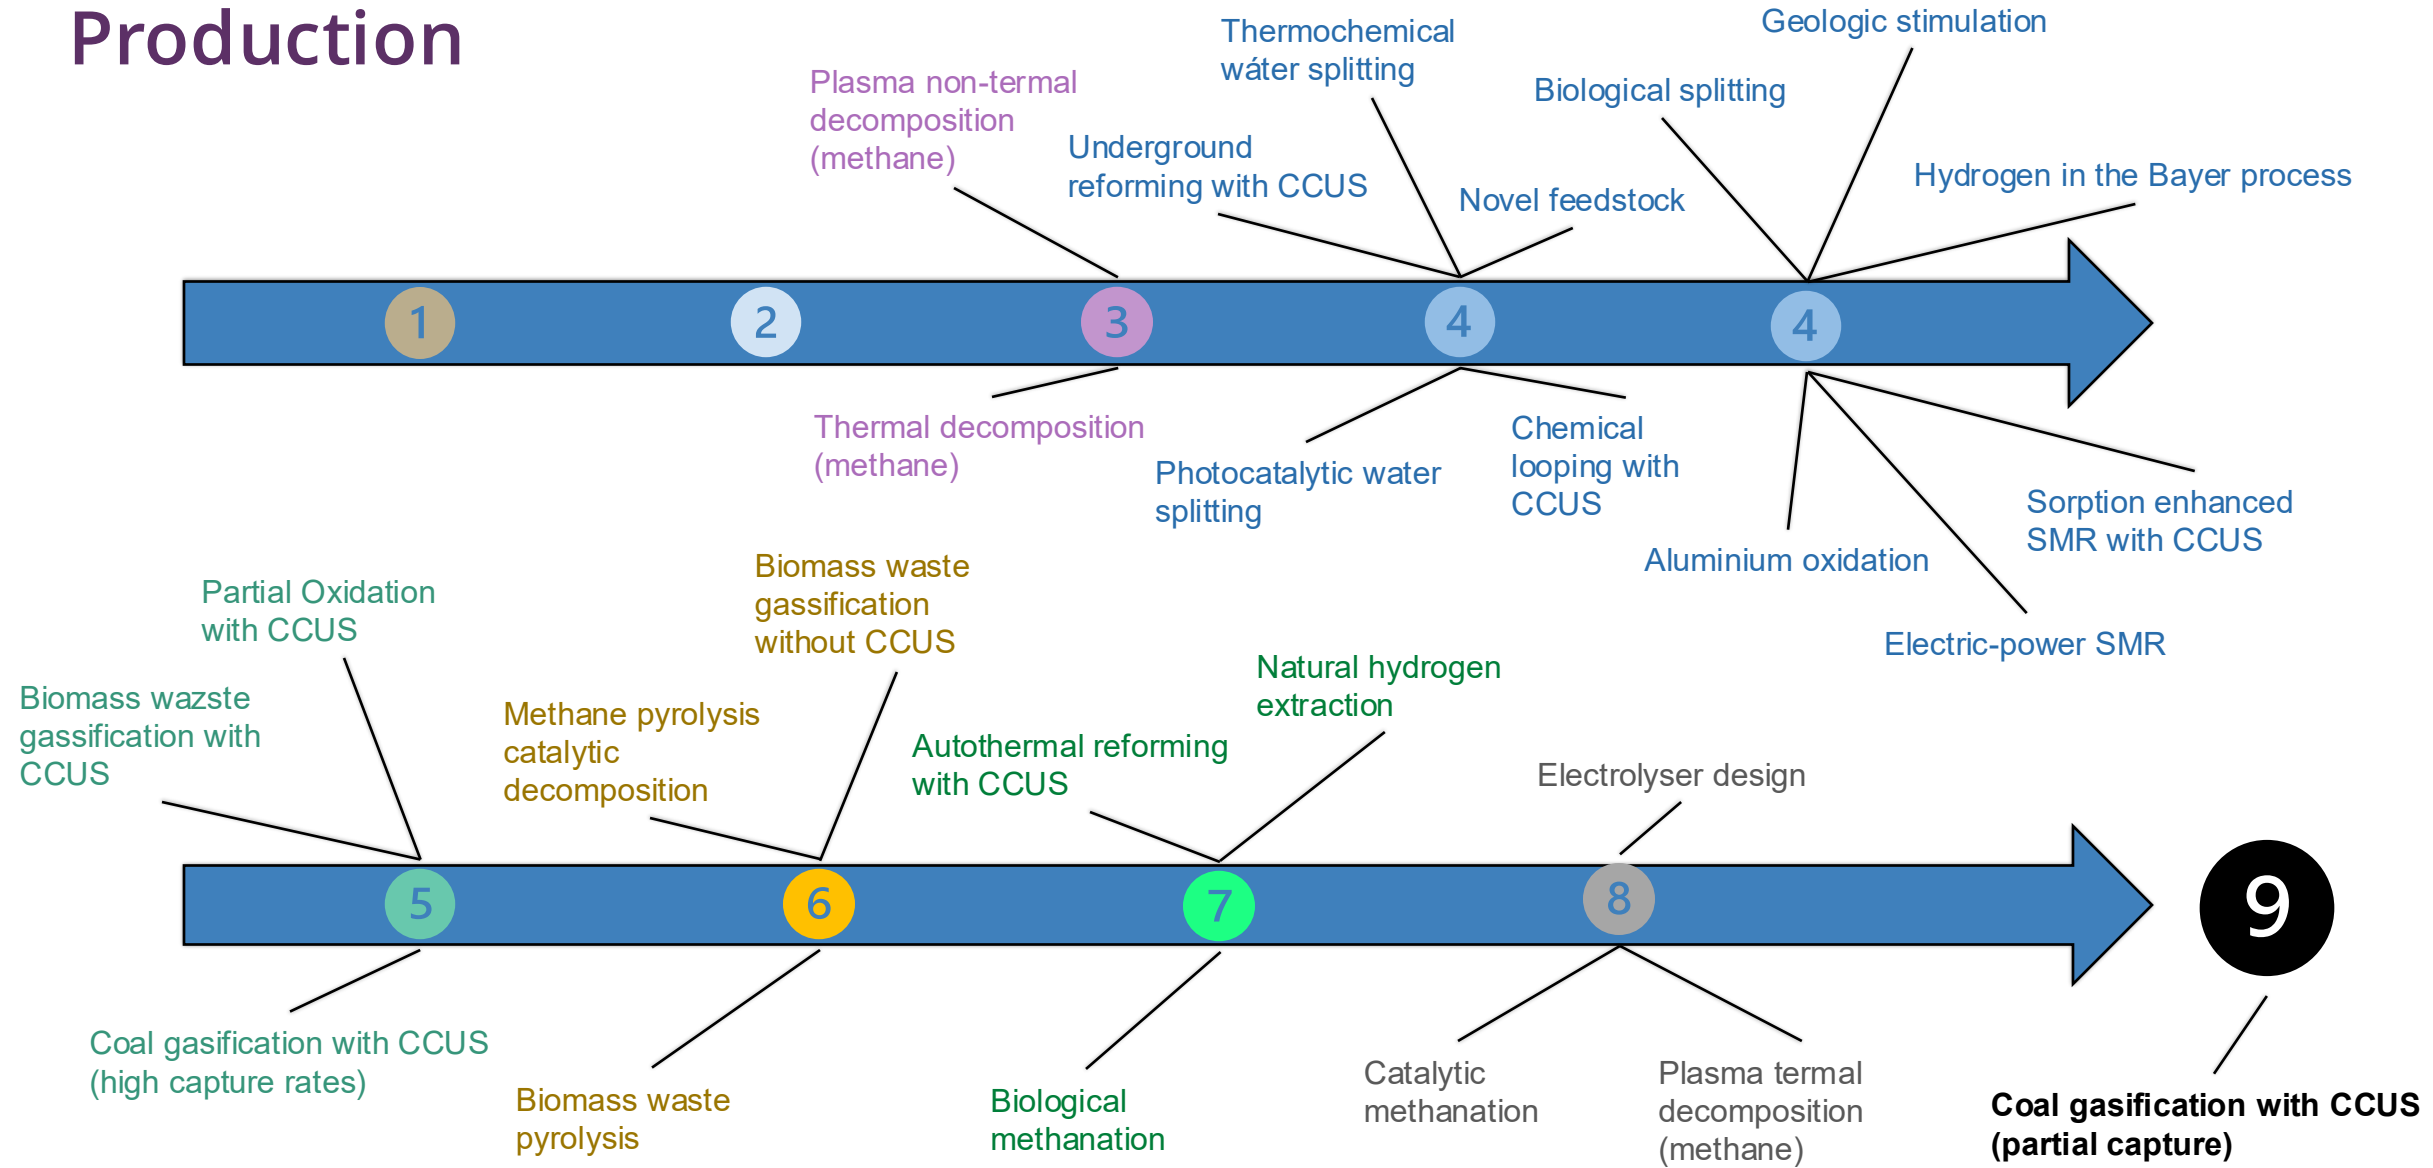 Production
Plasma non-termal
decomposition
(methane)
Underground
reforming with CCUS
Thermochemical
wáter splitting
Novel feedstock
Biological splitting
Geologic stimulation
Hydrogen in the Bayer process
1
2
3
4
4
Thermal decomposition
(methane)
Photocatalytic water
splitting
Chemical
looping with
CCUS
Aluminium oxidation
Electric-power SMR
Sorption enhanced
SMR with CCUS
Biomass wazste
gassification with
CCUS
Partial Oxidation
with CCUS
Methane pyrolysis
catalytic
decomposition
Biomass waste
gassification
without CCUS
Autothermal reforming
with CCUS
Natural hydrogen
extraction
Electrolyser design
5
6
7
8
9
Coal gasification with CCUS
(high capture rates)
Biomass waste
pyrolysis
Biological
methanation
Catalytic
methanation
Plasma termal
decomposition
(methane)
Coal gasification with CCUS
(partial capture)